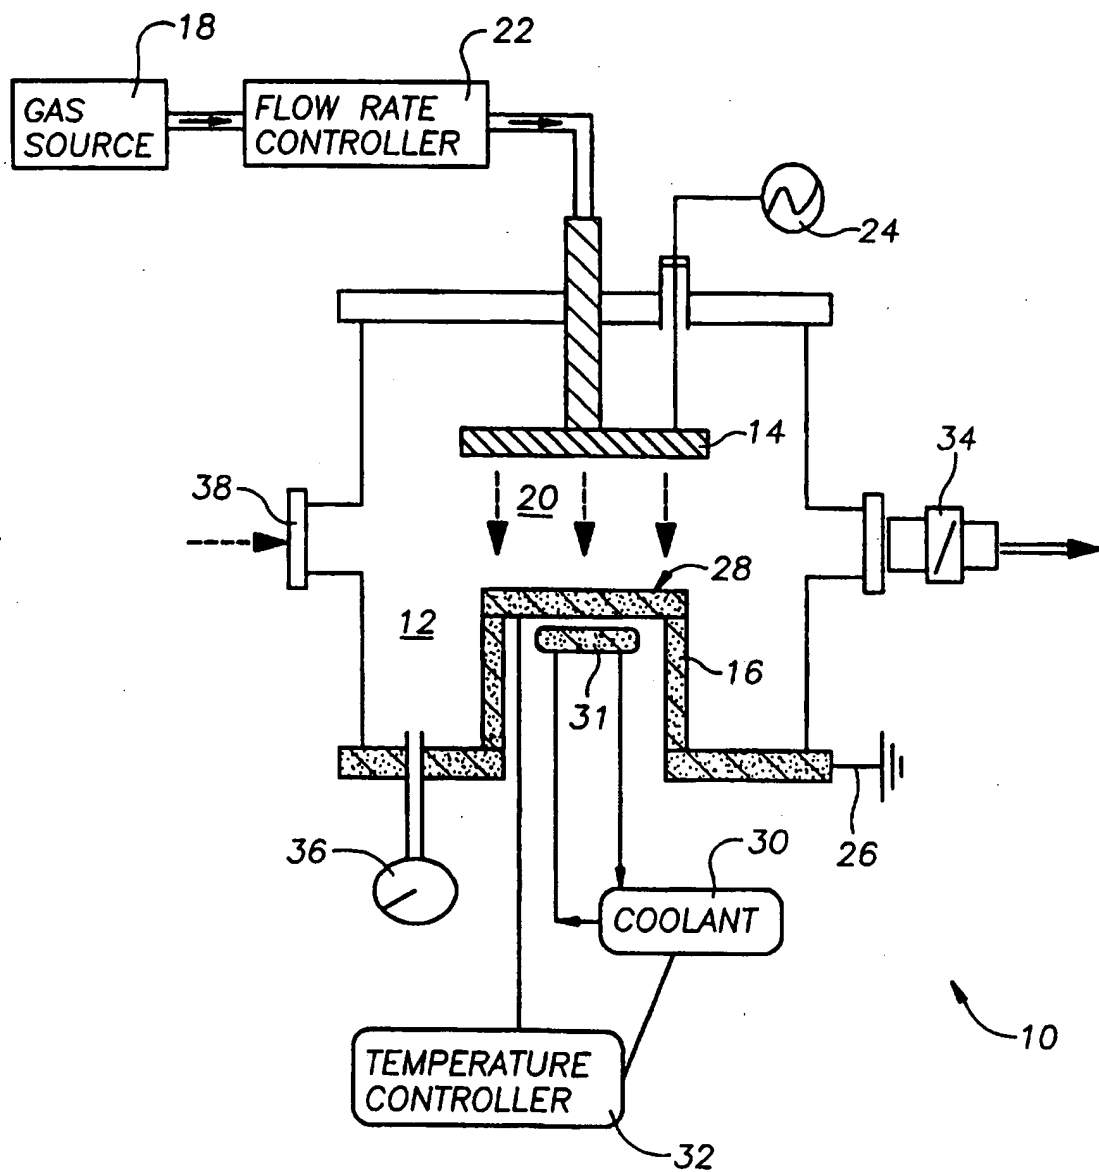 18
22
GAS
SOURCE
FLOW RATE
CONTROLLER
24
14
34
38
20
28
12
16
31
26
36
30
COOLANT
10
TEMPERATURE
CONTROLLER
32